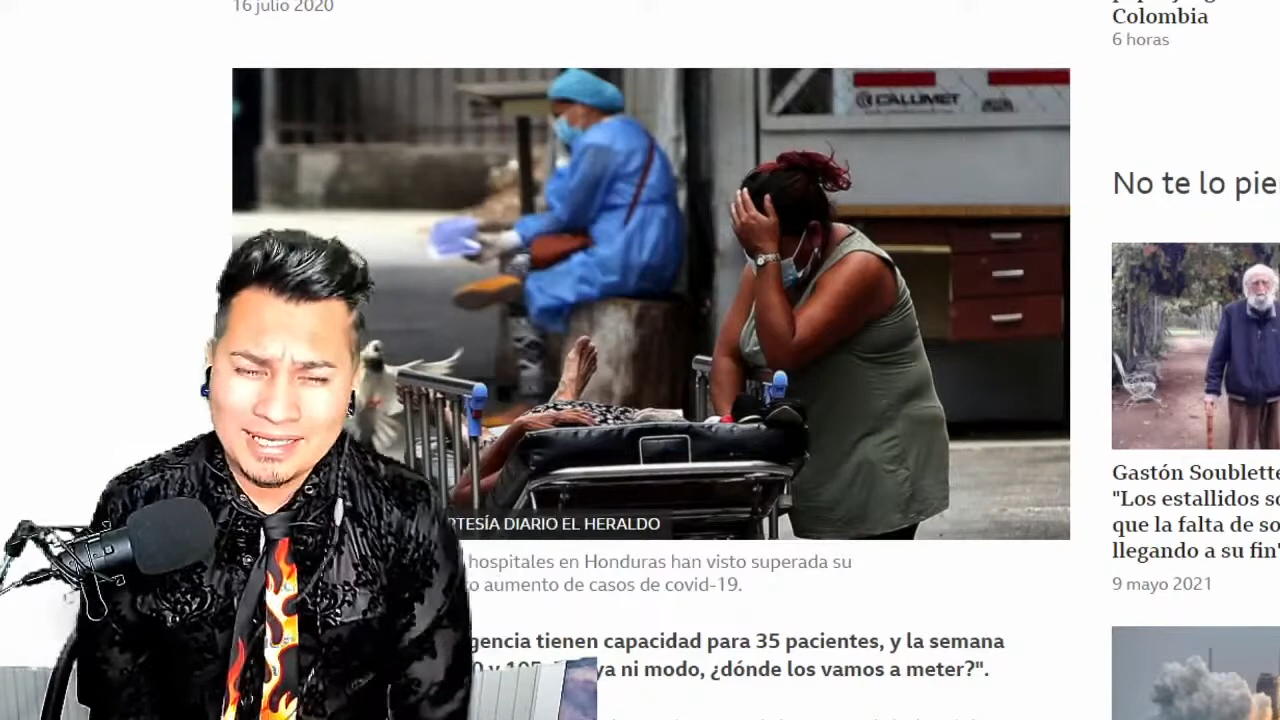 16 julio 2020
Colombia
6 horas
CALUMET
No te lo pie
RTESÍA DIARIO EL HERALDO
hospitales en Honduras han visto superada su
aumento de casos de covid-19.
gencia tienen capacidad para 35 pacientes, y la semana
ya ni modo, ¿dónde los vamos a meter?".
Gastón Soublette
"Los estallidos so
que la falta de so
llegando a su fin"
9 mayo 2021